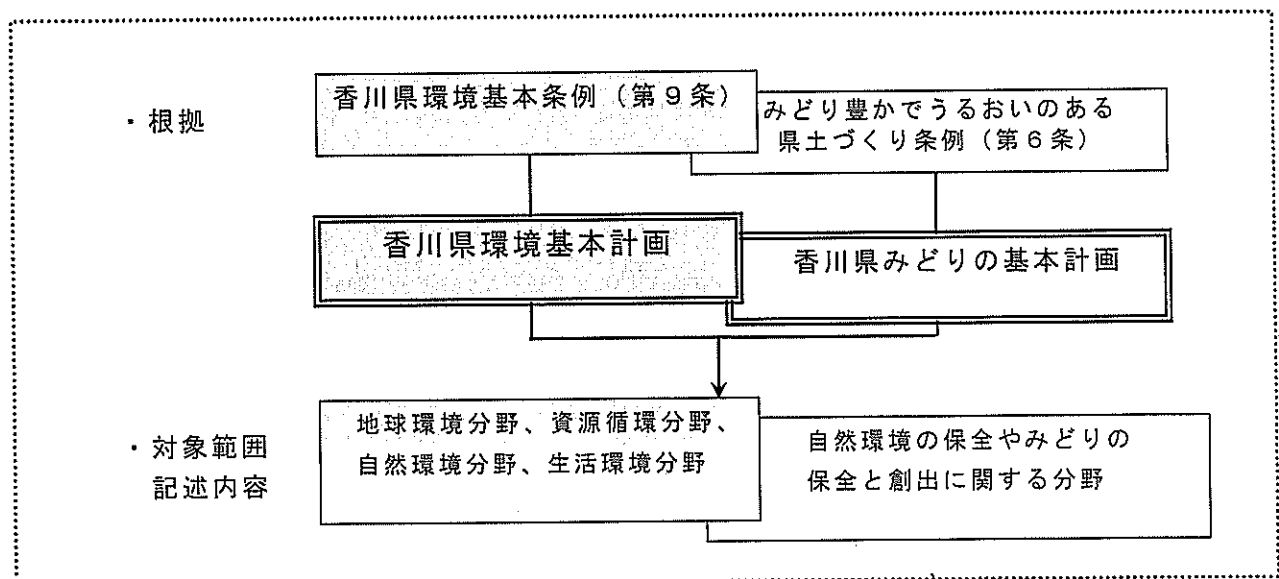 ・根拠
香川県環境基本条例（第９条）
みどり豊かでうるおいのある
県土づくり条例（第６条）
香川県環境基本計画
香川県みどりの基本計画
・対象範囲
記述内容
地球環境分野、資源循環分野、
自然環境分野、生活環境分野
自然環境の保全やみどりの
保全と創出に関する分野